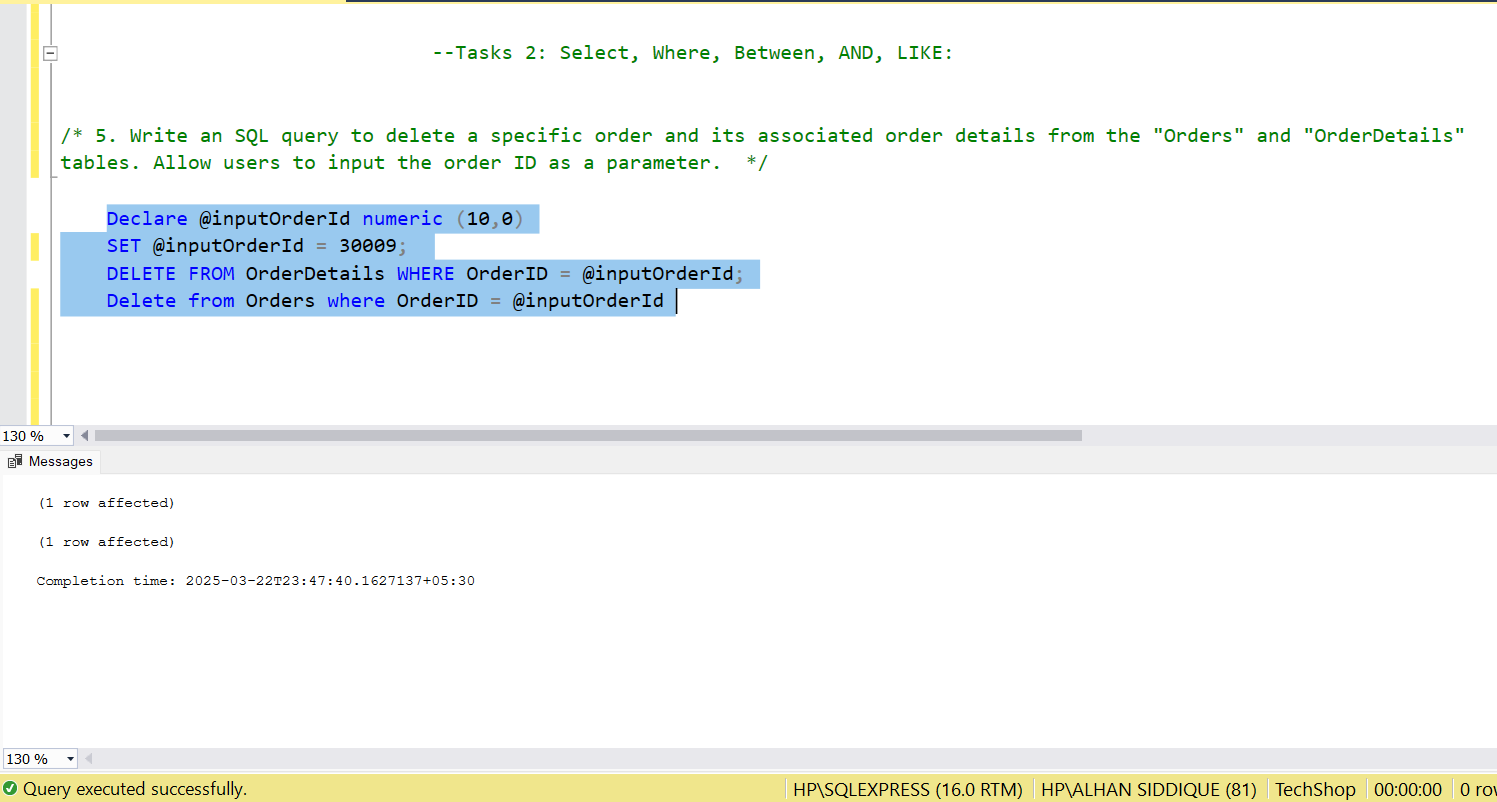 --Tasks 2: Select, Where, Between, AND, LIKE:
/* 5. Write an SQL query to delete a specific order and its associated order details from the "Orders" and "OrderDetails"
tables. Allow users to input the order ID as a parameter.  */
Declare @inputOrderId numeric (10,0)
SET @inputOrderId = 30009;
DELETE FROM OrderDetails WHERE OrderID = @inputOrderId;
Delete from Orders where OrderID = @inputOrderId
130 %
Messages
(1 row affected)
(1 row affected)
Completion time: 2025-03-22T23:47:40.1627137+05:30
130 %
Query executed successfully. HP\SQLEXPRESS (16.0 RTM) HP\ALHAN SIDDIQUE (81) TechShop 00:00:00 0